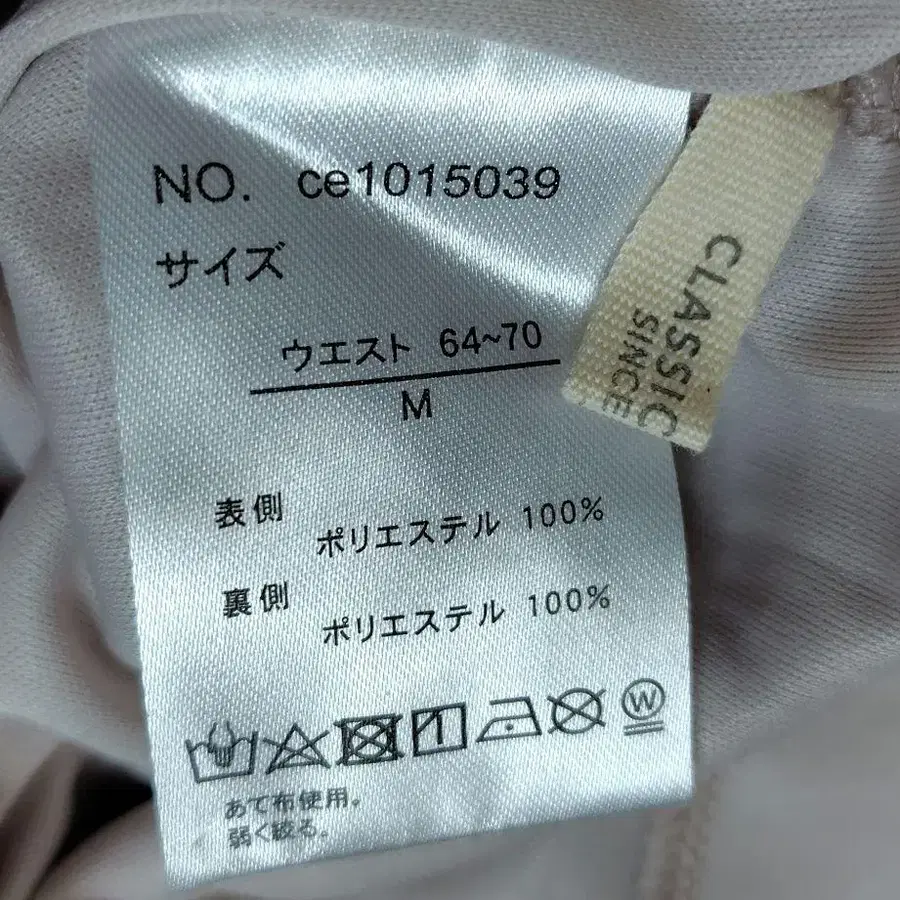 NO. ce1015039
サイズ
ウエスト 64~70
M
表側
ポリエステル 100%
裏側
ポリエステル 100%
W
あて布使用。
弱く絞る。
CLASSIC
SINCE